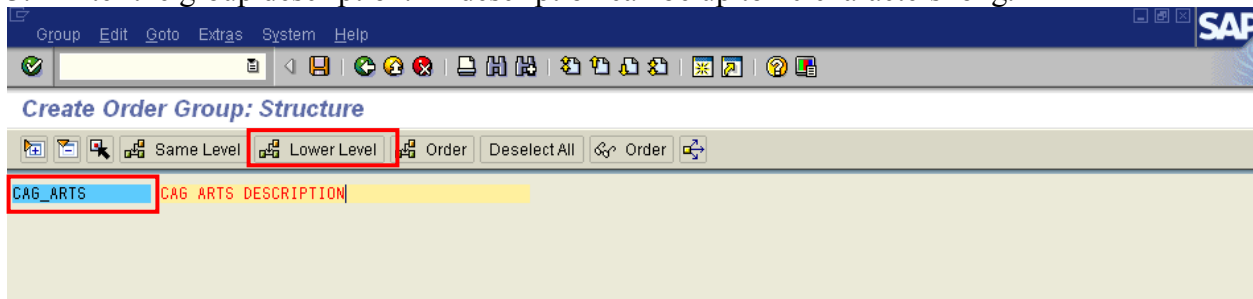 Group Edit Goto Extras System Help
SAP
Create Order Group: Structure
Same Level Lower Level Order Deselect All Order
CAG_ARTS CAG ARTS DESCRIPTION